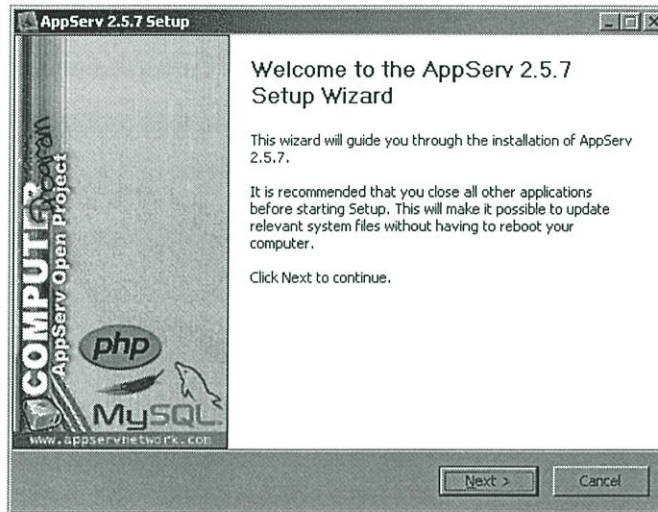 AppServ 2.5.7 Setup
Welcome to the AppServ 2.5.7
Setup Wizard
This wizard will guide you through the installation of AppServ
2.5.7.
It is recommended that you close all other applications
before starting Setup. This will make it possible to update
relevant system files without having to reboot your
computer.
Click Next to continue.
COMPUTER
Program
AppServ Open Project
php
MySQL
www.appservnetwork.com
Next >
Cancel